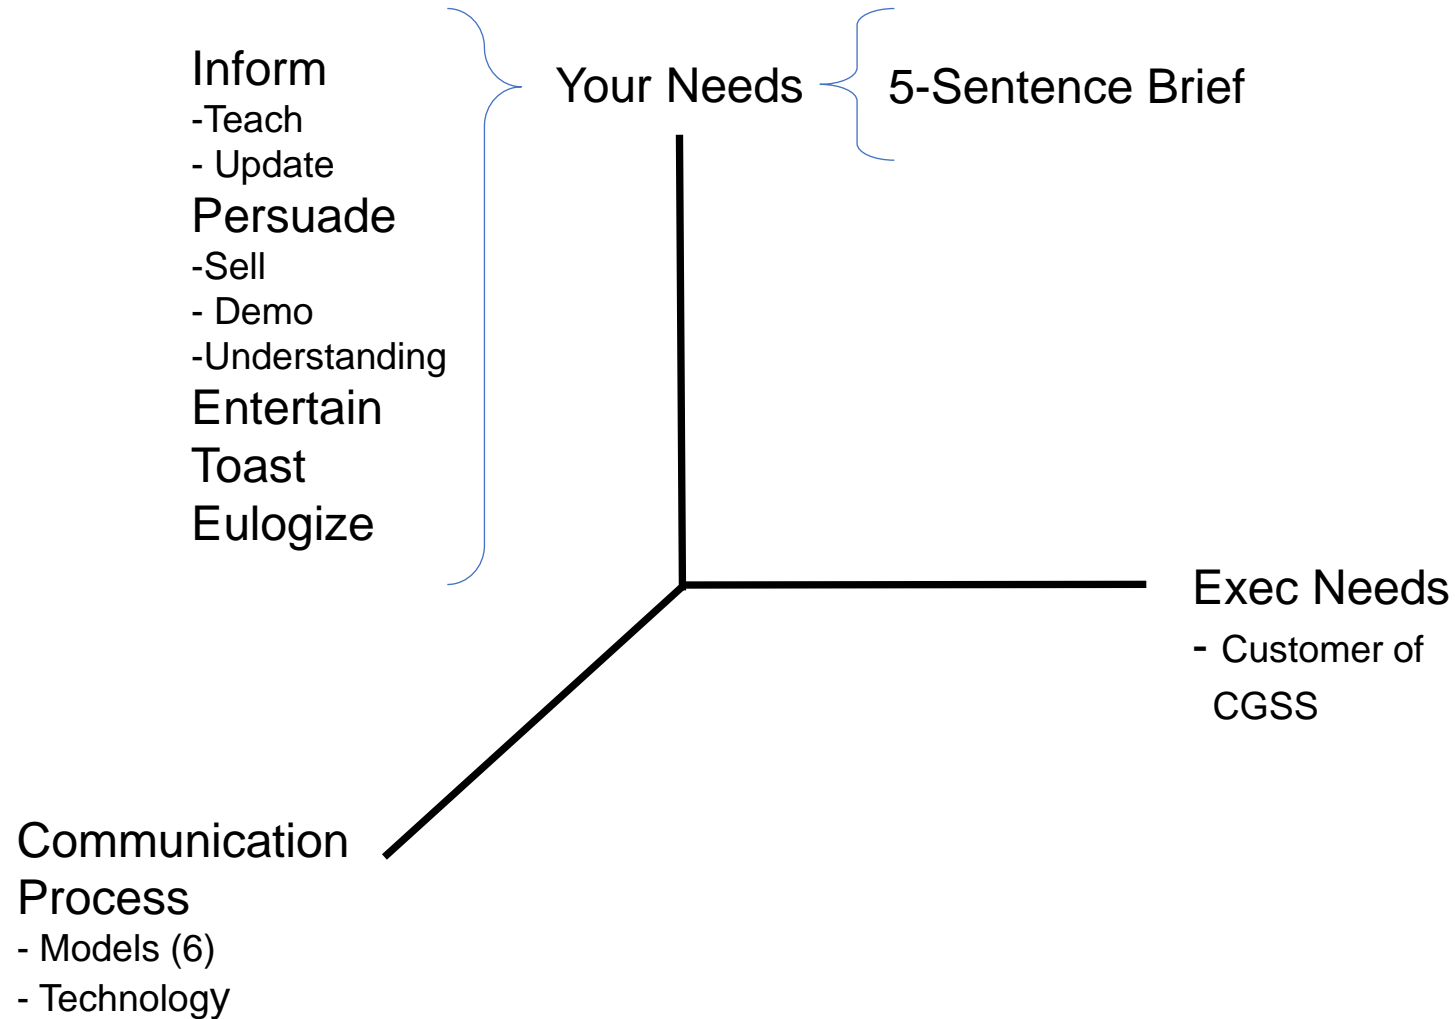 Inform
-Teach
- Update
Persuade
-Sell
- Demo
-Understanding
Entertain
Toast
Eulogize
Your Needs
5-Sentence Brief
Exec Needs
- Customer of
CGSS
Communication
Process
- Models (6)
- Technology